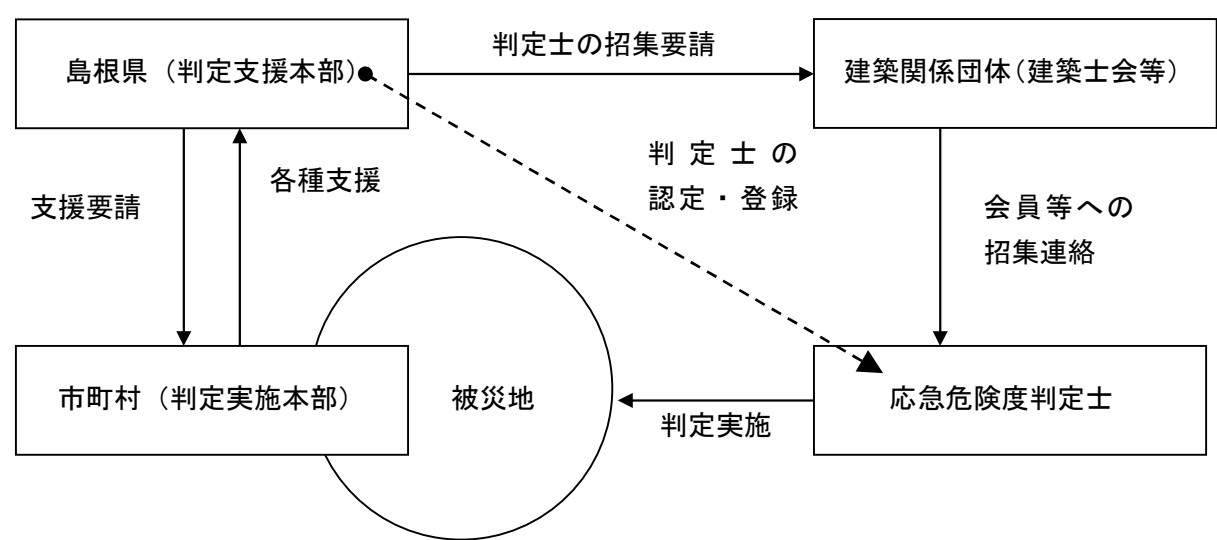 島根県（判定支援本部）
判定士の招集要請
建築関係団体（建築士会等）
支援要請
各種支援
判定士の
認定・登録
会員等への
招集連絡
市町村（判定実施本部）
被災地
判定実施
応急危険度判定士